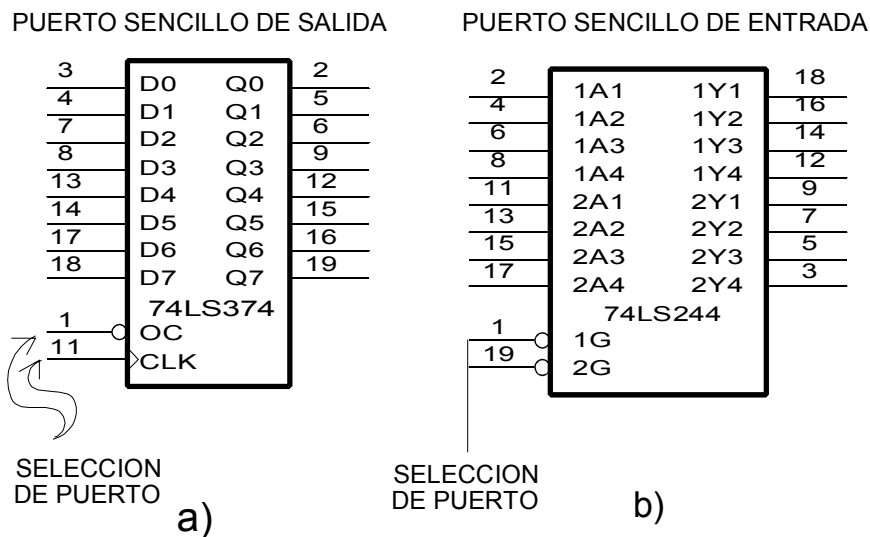 PUERTO SENCILLO DE SALIDA
3 D0 Q0 2
4 D1 Q1 5
7 D2 Q2 6
8 D3 Q3 9
13 D4 Q4 12
14 D5 Q5 15
17 D6 Q6 16
18 D7 Q7 19
74LS374
1 OC
11 CLK
SELECCION
DE PUERTO
a)
PUERTO SENCILLO DE ENTRADA
2 1A1 1Y1 18
4 1A2 1Y2 16
6 1A3 1Y3 14
8 1A4 1Y4 12
11 2A1 2Y1 9
13 2A2 2Y2 7
15 2A3 2Y3 5
17 2A4 2Y4 3
74LS244
1 1G
19 2G
SELECCION
DE PUERTO
b)